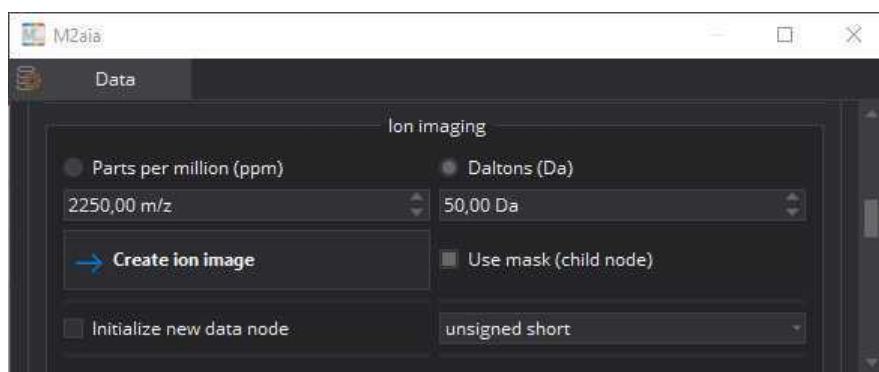 M2aia
Data
Ion imaging
Parts per million (ppm) Daltons (Da)
2250,00 m/z 50,00 Da
Create ion image Use mask (child node)
Initialize new data node unsigned short